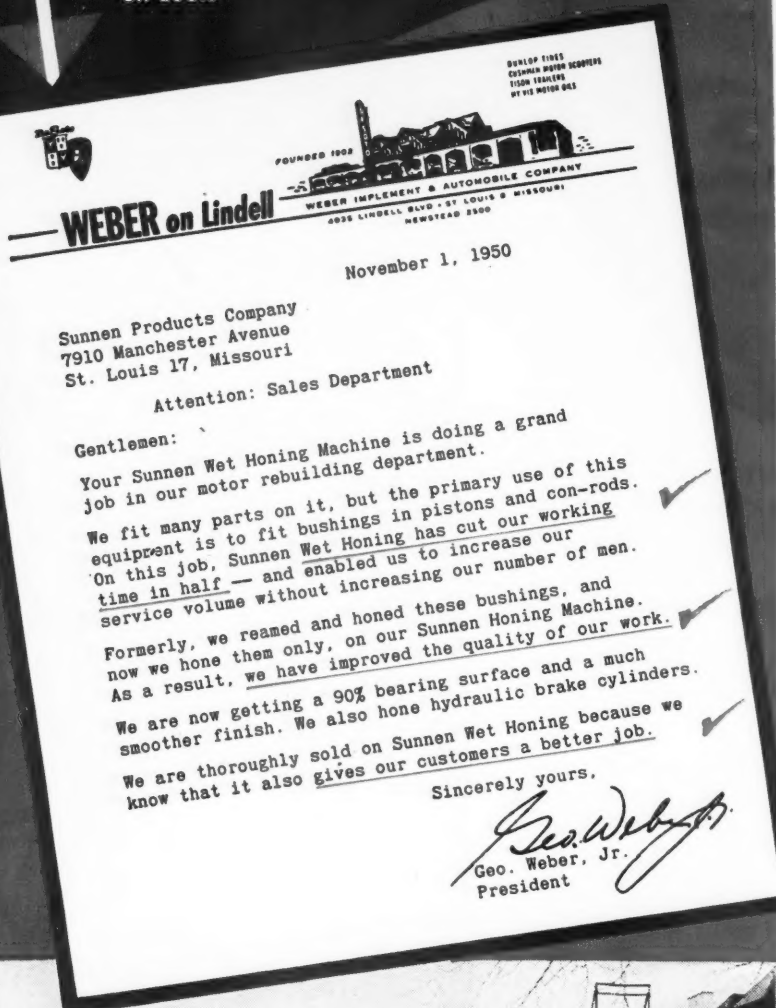 DUNLOP TIRES
CUSHMAN MOTOR SCOOTERS
TISON TRAILERS
MY VIS MOTOR OILS
DE SOTO
FOUNDED 1903
WEBER on Lindell
WEBER IMPLEMENT & AUTOMOBILE COMPANY
4035 LINDELL BLVD • ST LOUIS 8 MISSOURI
NEWSTEAD 2500
November 1, 1950
Sunnen Products Company
7910 Manchester Avenue
St. Louis 17, Missouri
Attention: Sales Department
Gentlemen:
Your Sunnen Wet Honing Machine is doing a grand
job in our motor rebuilding department.
We fit many parts on it, but the primary use of this
equipment is to fit bushings in pistons and con-rods.
On this job, Sunnen Wet Honing has cut our working
time in half — and enabled us to increase our
service volume without increasing our number of men.
Formerly, we reamed and honed these bushings, and
now we hone them only, on our Sunnen Honing Machine.
As a result, we have improved the quality of our work.
We are now getting a 90% bearing surface and a much
smoother finish. We also hone hydraulic brake cylinders.
We are thoroughly sold on Sunnen Wet Honing because we
know that it also gives our customers a better job.
Sincerely yours,
Geo. Weber Jr.
Geo. Weber, Jr.
President